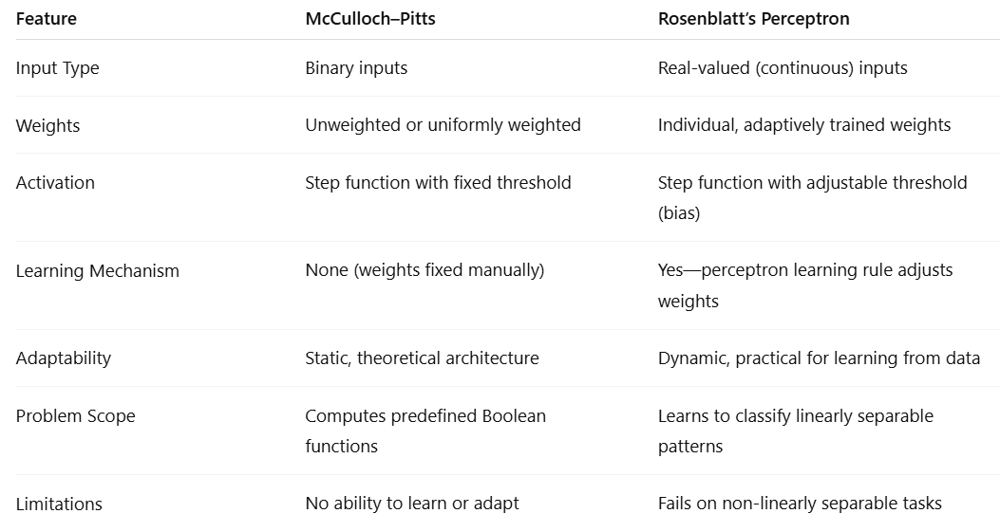 Feature McCulloch–Pitts Rosenblatt’s Perceptron
Input Type Binary inputs Real-valued (continuous) inputs
Weights Unweighted or uniformly weighted Individual, adaptively trained weights
Activation Step function with fixed threshold Step function with adjustable threshold
(bias)
Learning Mechanism None (weights fixed manually) Yes—perceptron learning rule adjusts
weights
Adaptability Static, theoretical architecture Dynamic, practical for learning from data
Problem Scope Computes predefined Boolean Learns to classify linearly separable
functions patterns
Limitations No ability to learn or adapt Fails on non-linearly separable tasks